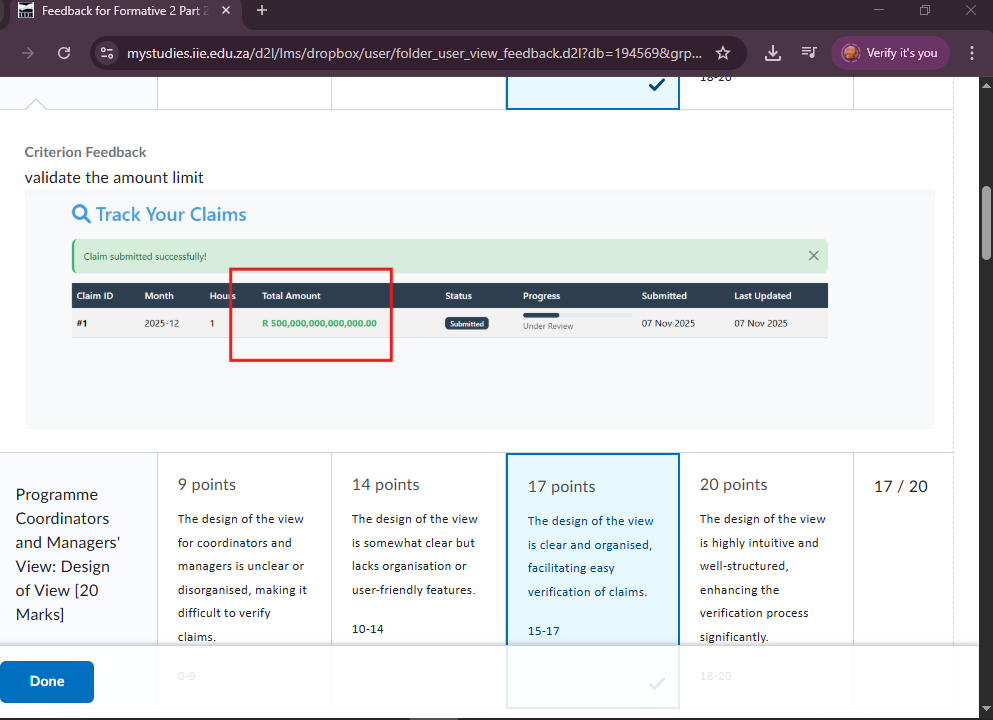 Feedback for Formative 2 Part 2
mystudies.iie.edu.za/d2l/lms/dropbox/user/folder_user_view_feedback.d2l?db=194569&grp...
Verify it's you
18-20
Criterion Feedback
validate the amount limit
Track Your Claims
Claim submitted successfully!
Claim ID Month Hours Total Amount Status Progress Submitted Last Updated
#1 2025-12 1 R 500,000,000,000,000.00 Submitted Under Review 07 Nov 2025 07 Nov 2025
Programme
Coordinators
and Managers'
View: Design
of View [20
Marks]
9 points
The design of the view
for coordinators and
managers is unclear or
disorganised, making it
difficult to verify
claims.
0-9
14 points
The design of the view
is somewhat clear but
lacks organisation or
user-friendly features.
10-14
17 points
The design of the view
is clear and organised,
facilitating easy
verification of claims.
15-17
20 points
The design of the view
is highly intuitive and
well-structured,
enhancing the
verification process
significantly.
18-20
17 / 20
Done